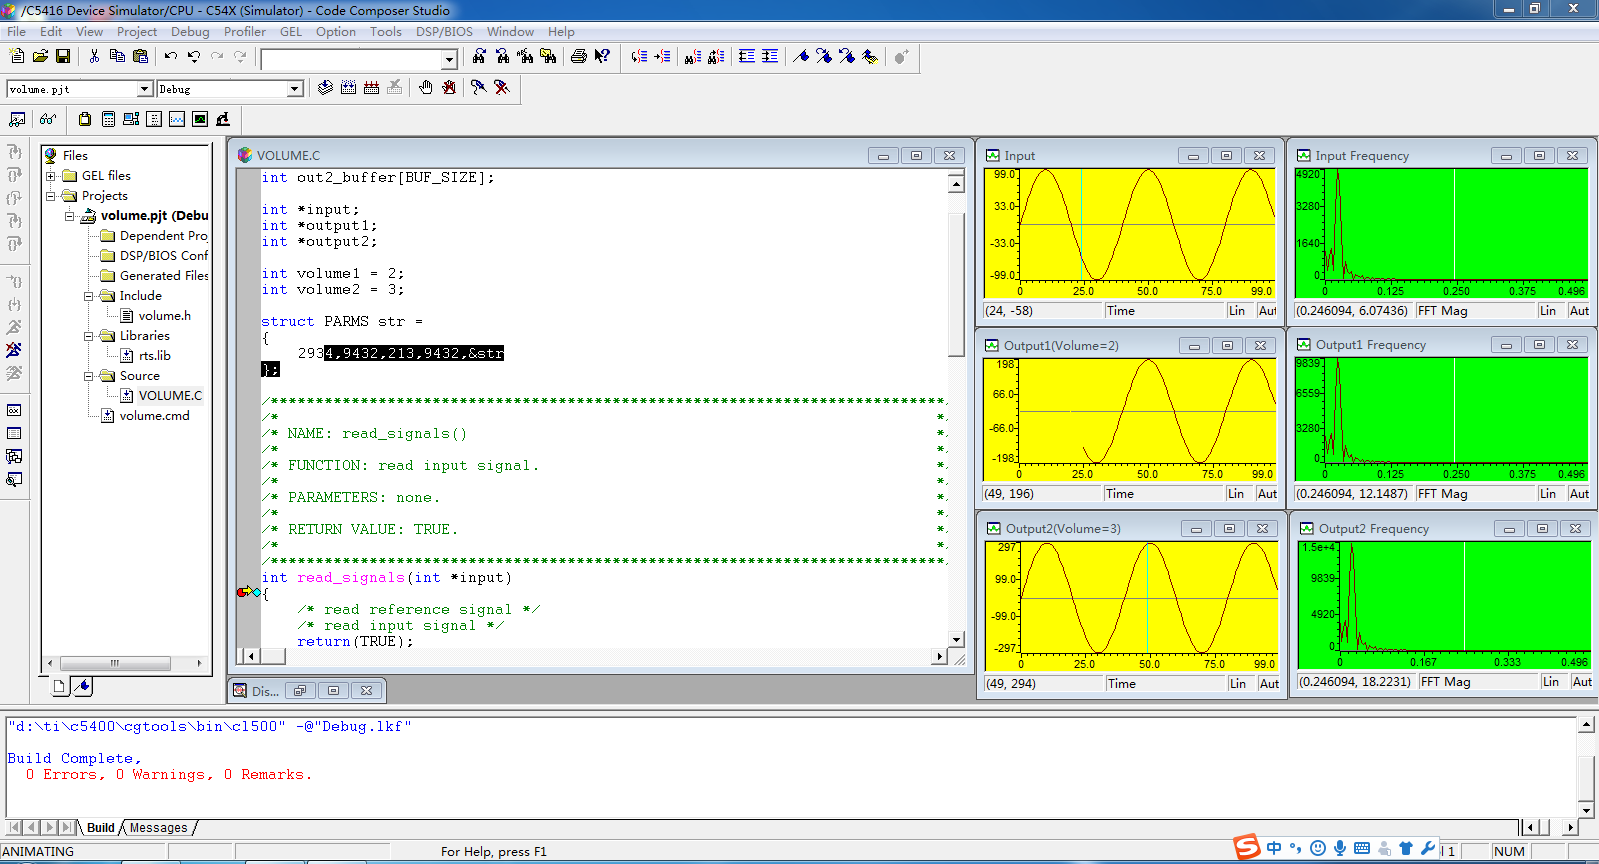 /C5416 Device Simulator/CPU - C54X (Simulator) - Code Composer Studio
File Edit View Project Debug Profiler GEL Option Tools DSP/BIOS Window Help
volume.pjt Debug
Files
GEL files
Projects
volume.pjt (Debu
Dependent Proj
DSP/BIOS Conf
Generated Files
Include
volume.h
Libraries
rts.lib
Source
VOLUME.C
volume.cmd
VOLUME.C
int out2_buffer[BUF_SIZE];
int *input;
int *output1;
int *output2;
int volume1 = 2;
int volume2 = 3;
struct PARMS str =
{
2934,9432,213,9432,&str
};
/*
/* NAME: read_signals()
/*
/* FUNCTION: read input signal.
/*
/* PARAMETERS: none.
/*
/* RETURN VALUE: TRUE.
/*
int read_signals(int *input)
{
/* read reference signal */
/* read input signal */
return(TRUE);
Dis...
Input
99.0
33.0
-33.0
-99.0
0 25.0 50.0 75.0 99.0
(24, -58) Time Lin Aut
Input Frequency
4920
3280
1640
0
0 0.125 0.250 0.375 0.496
(0.246094, 6.07436) FFT Mag Lin Aut
Output1(Volume=2)
198
66.0
-66.0
-198
0 25.0 50.0 75.0 99.0
(49, 196) Time Lin Aut
Output1 Frequency
9839
6559
3280
0
0 0.125 0.250 0.375 0.496
(0.246094, 12.1487) FFT Mag Lin Aut
Output2(Volume=3)
297
99.0
-99.0
-297
0 25.0 50.0 75.0 99.0
(49, 294) Time Lin Aut
Output2 Frequency
1.5e+4
9839
4920
0
0 0.167 0.333 0.496
(0.246094, 18.2231) FFT Mag Lin Aut
"d:\ti\c5400\cgtools\bin\cl500" -@"Debug.lkf"
Build Complete,
0 Errors, 0 Warnings, 0 Remarks.
Build Messages
ANIMATING For Help, press F1 中 l 1 NUM